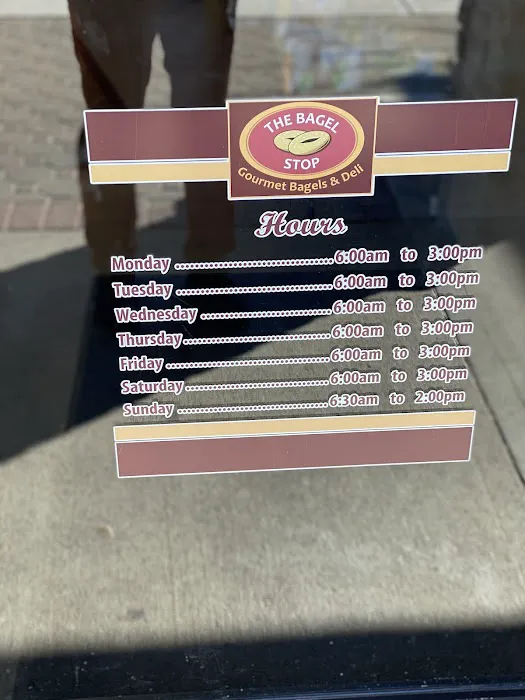 THE BAGEL
STOP
Gourmet Bagels & Deli
Hours
Monday ................................6:00am to 3:00pm
Tuesday ................................6:00am to 3:00pm
Wednesday ...........................6:00am to 3:00pm
Thursday...............................6:00am to 3:00pm
Friday ...................................6:00am to 3:00pm
Saturday...............................6:00am to 3:00pm
Sunday ................................6:30am to 2:00pm